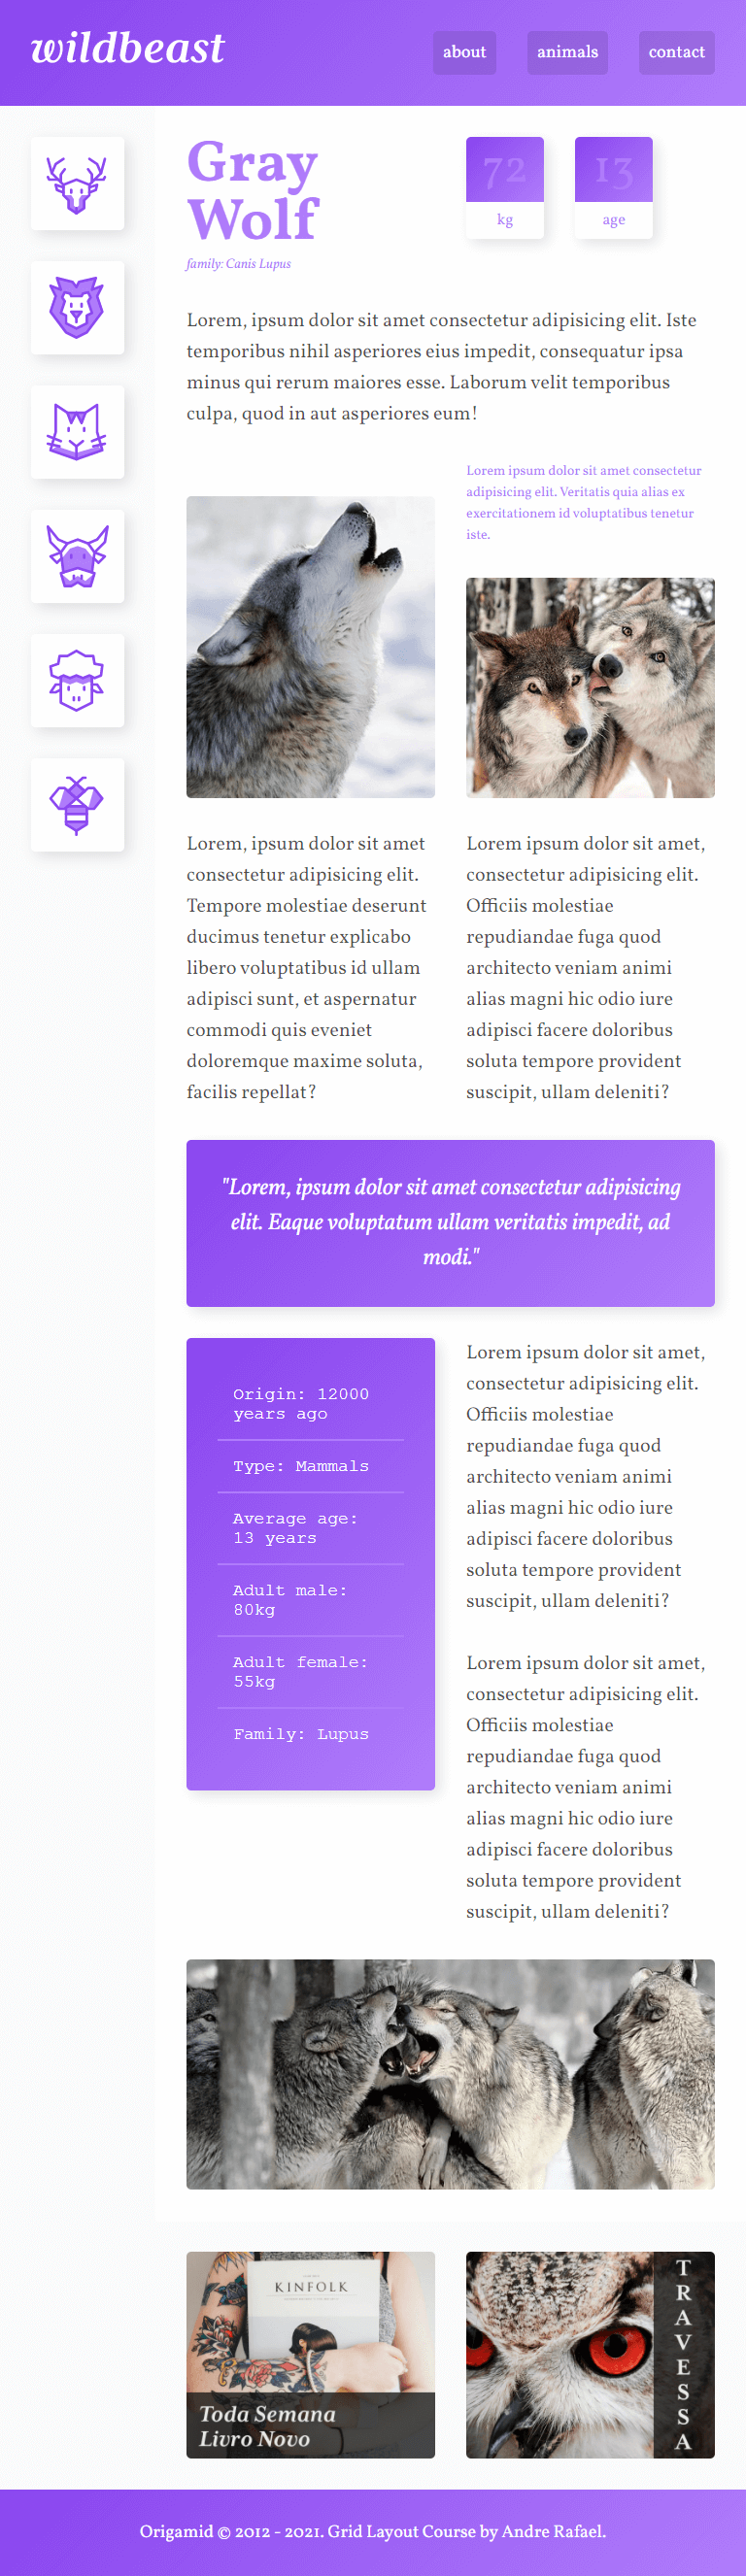 wildbeast
about
animals
contact
Gray
Wolf
family: Canis Lupus
72
kg
13
age
Lorem, ipsum dolor sit amet consectetur adipisicing elit. Iste
temporibus nihil asperiores eius impedit, consequatur ipsa
minus qui rerum maiores esse. Laborum velit temporibus
culpa, quod in aut asperiores eum!
Lorem ipsum dolor sit amet consectetur
adipisicing elit. Veritatis quia alias ex
exercitationem id voluptatibus tenetur
iste.
Lorem, ipsum dolor sit amet
consectetur adipisicing elit.
Tempore molestiae deserunt
ducimus tenetur explicabo
libero voluptatibus id ullam
adipisci sunt, et aspernatur
commodi quis eveniet
doloremque maxime soluta,
facilis repellat?
Lorem ipsum dolor sit amet,
consectetur adipisicing elit.
Officiis molestiae
repudiandae fuga quod
architecto veniam animi
alias magni hic odio iure
adipisci facere doloribus
soluta tempore provident
suscipit, ullam deleniti?
"Lorem, ipsum dolor sit amet consectetur adipisicing
elit. Eaque voluptatum ullam veritatis impedit, ad
modi."
Origin: 12000
years ago
Type: Mammals
Average age:
13 years
Adult male:
80kg
Adult female:
55kg
Family: Lupus
Lorem ipsum dolor sit amet,
consectetur adipisicing elit.
Officiis molestiae
repudiandae fuga quod
architecto veniam animi
alias magni hic odio iure
adipisci facere doloribus
soluta tempore provident
suscipit, ullam deleniti?
Lorem ipsum dolor sit amet,
consectetur adipisicing elit.
Officiis molestiae
repudiandae fuga quod
architecto veniam animi
alias magni hic odio iure
adipisci facere doloribus
soluta tempore provident
suscipit, ullam deleniti?
KINFOLK
Toda Semana
Livro Novo
TRAVESSA
Origamid © 2012 - 2021. Grid Layout Course by Andre Rafael.